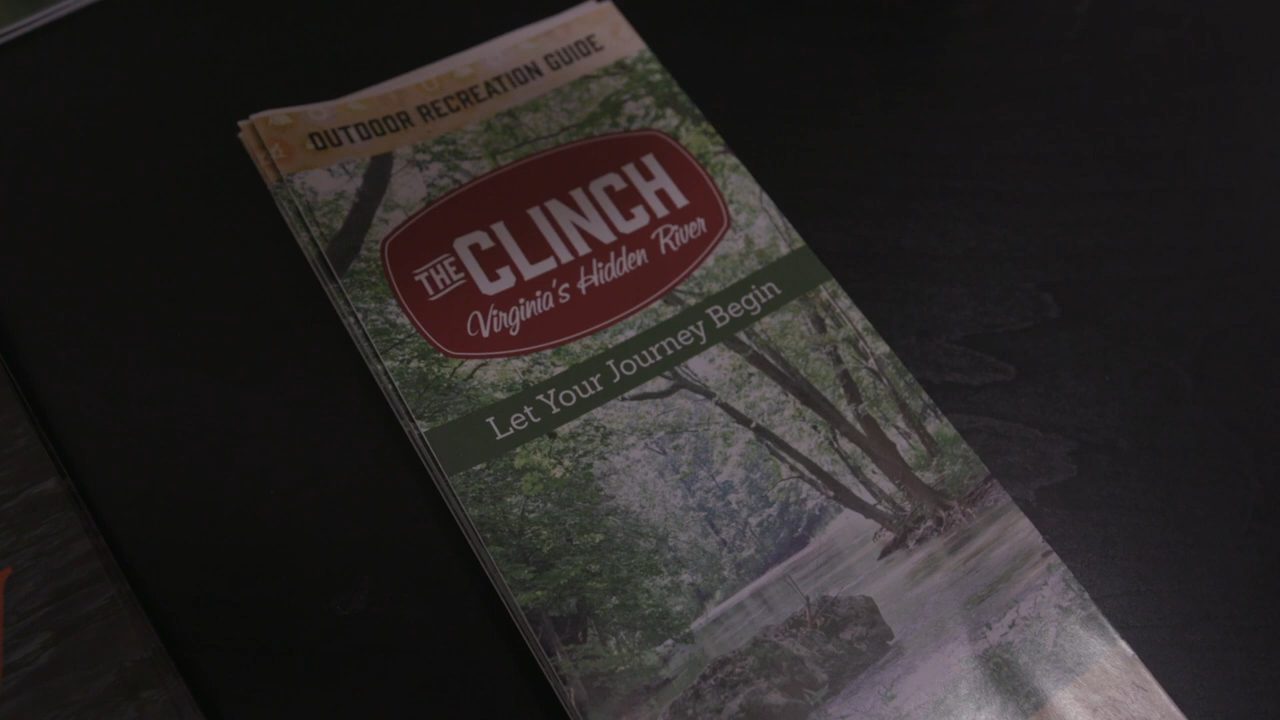 OUTDOOR RECREATION GUIDE
THE CLINCH
Virginia's Hidden River
Let Your Journey Begin